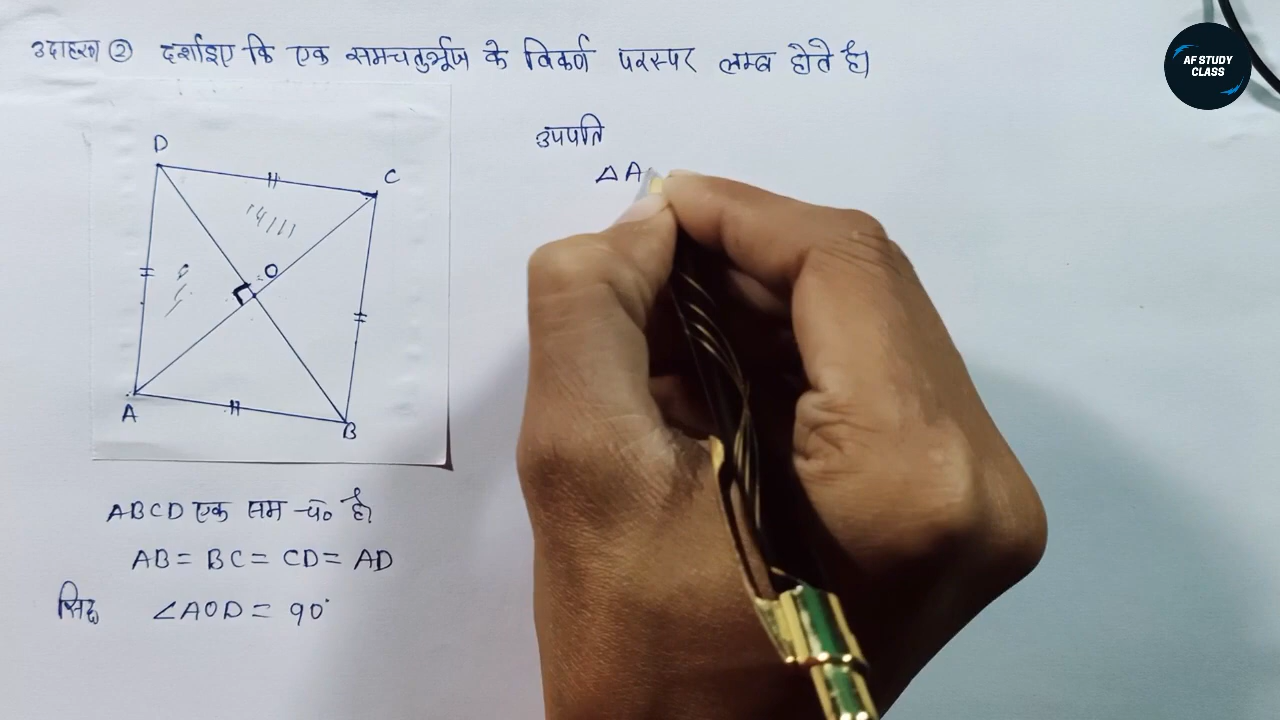 उदाहरण ② दर्शाइए कि एक समचतुर्भूज के विकर्ण परस्पर लम्ब होते है।
AF STUDY
CLASS
उपपति
△A
D
C
O
A
B
ABCD एक सम च० है।
AB = BC = CD = AD
सिद्ध ∠AOD = 90°